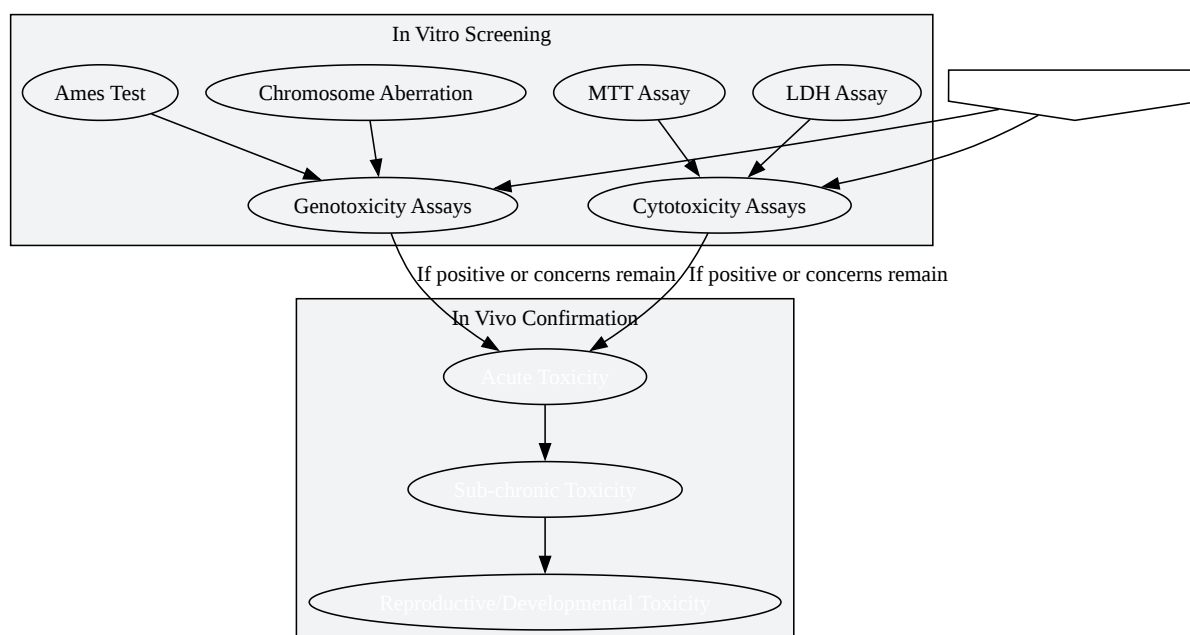 In Vitro Screening
Ames Test
Chromosome Aberration
MTT Assay
LDH Assay
Genotoxicity Assays
Cytotoxicity Assays
If positive or concerns remain
If positive or concerns remain
In Vivo Confirmation
Acute Toxicity
Sub-chronic Toxicity
Reproductive/Developmental Toxicity